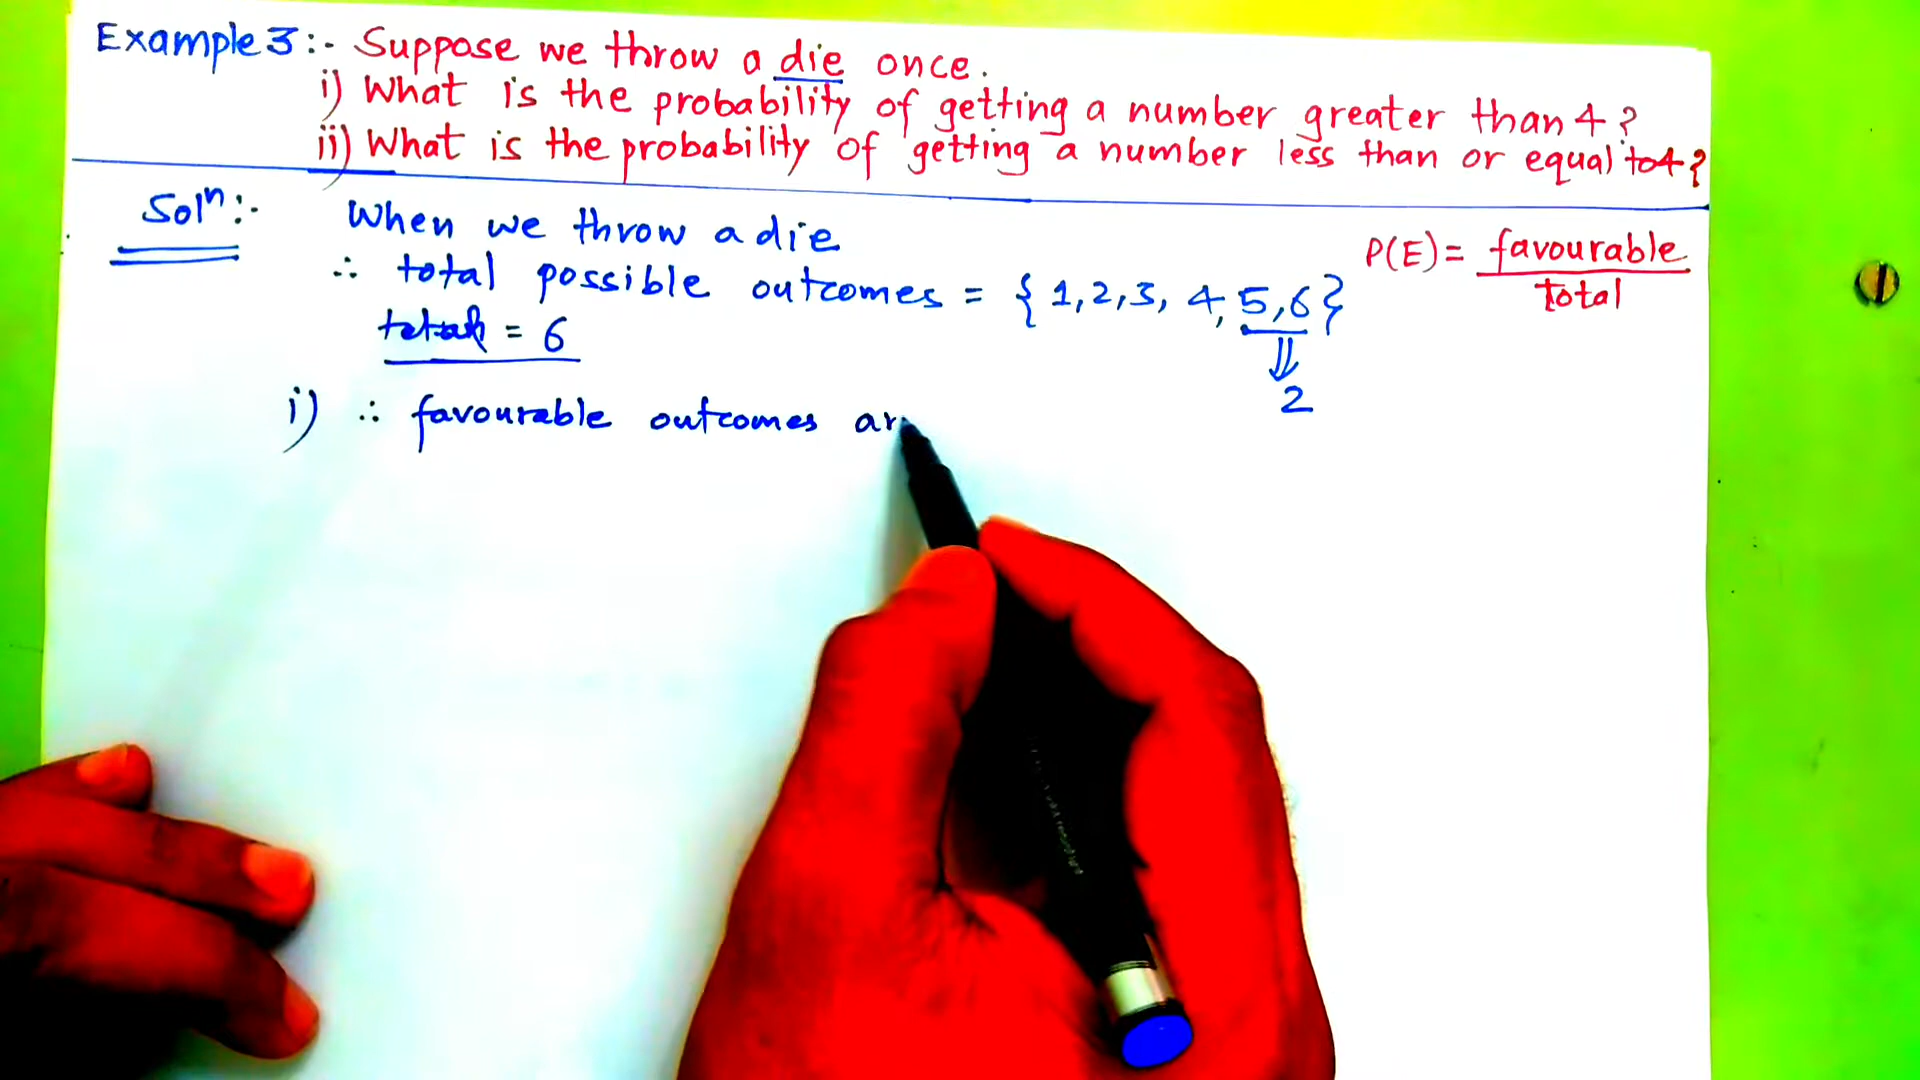 Example 3:- Suppose we throw a die once.
i) What is the probability of getting a number greater than 4?
ii) What is the probability of getting a number less than or equal to 4?
Solⁿ:- When we throw a die
∴ total possible outcomes = {1,2,3, 4, 5,6}
P(E)= favourable
total
= 6
2
i) ∴ favourable outcomes ar